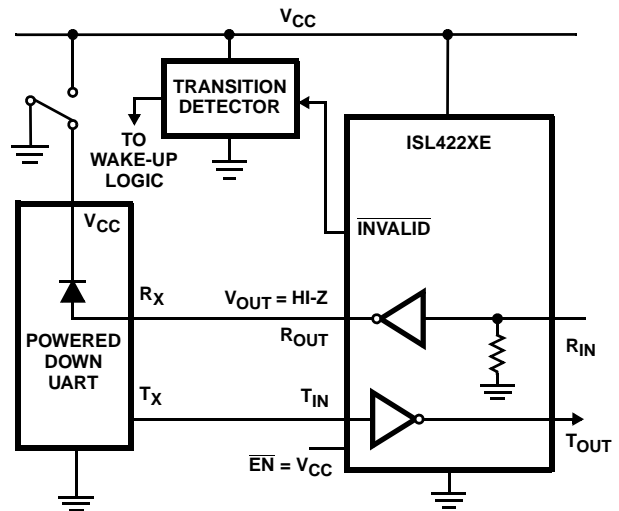 VCC
TRANSITION
DETECTOR
TO
WAKE-UP
LOGIC
ISL422XE
INVALID
VCC
RX
VOUT = HI-Z
ROUT
RIN
POWERED
DOWN
UART
TX
TIN
TOUT
EN = VCC